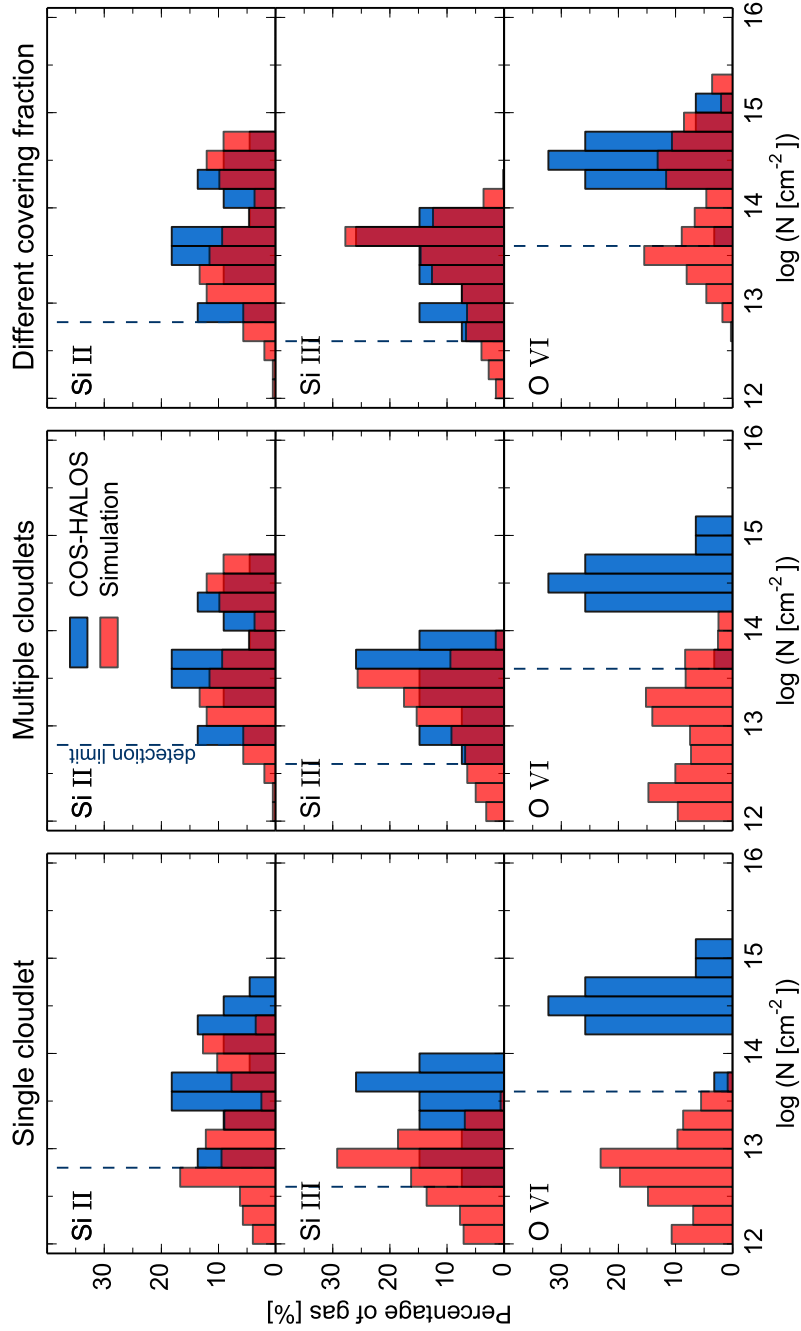 Single cloudlet
Multiple cloudlets
Different covering fraction
30
20
10
0
Si II
Si II
detection limit
COS-HALOS
Simulation
Si II
Percentage of gas [%]
30
20
10
0
Si III
Si III
Si III
30
20
10
0
O VI
O VI
O VI
12 13 14 15 16
12 13 14 15 16
12 13 14 15 16
log (N [cm⁻²])
log (N [cm⁻²])
log (N [cm⁻²])